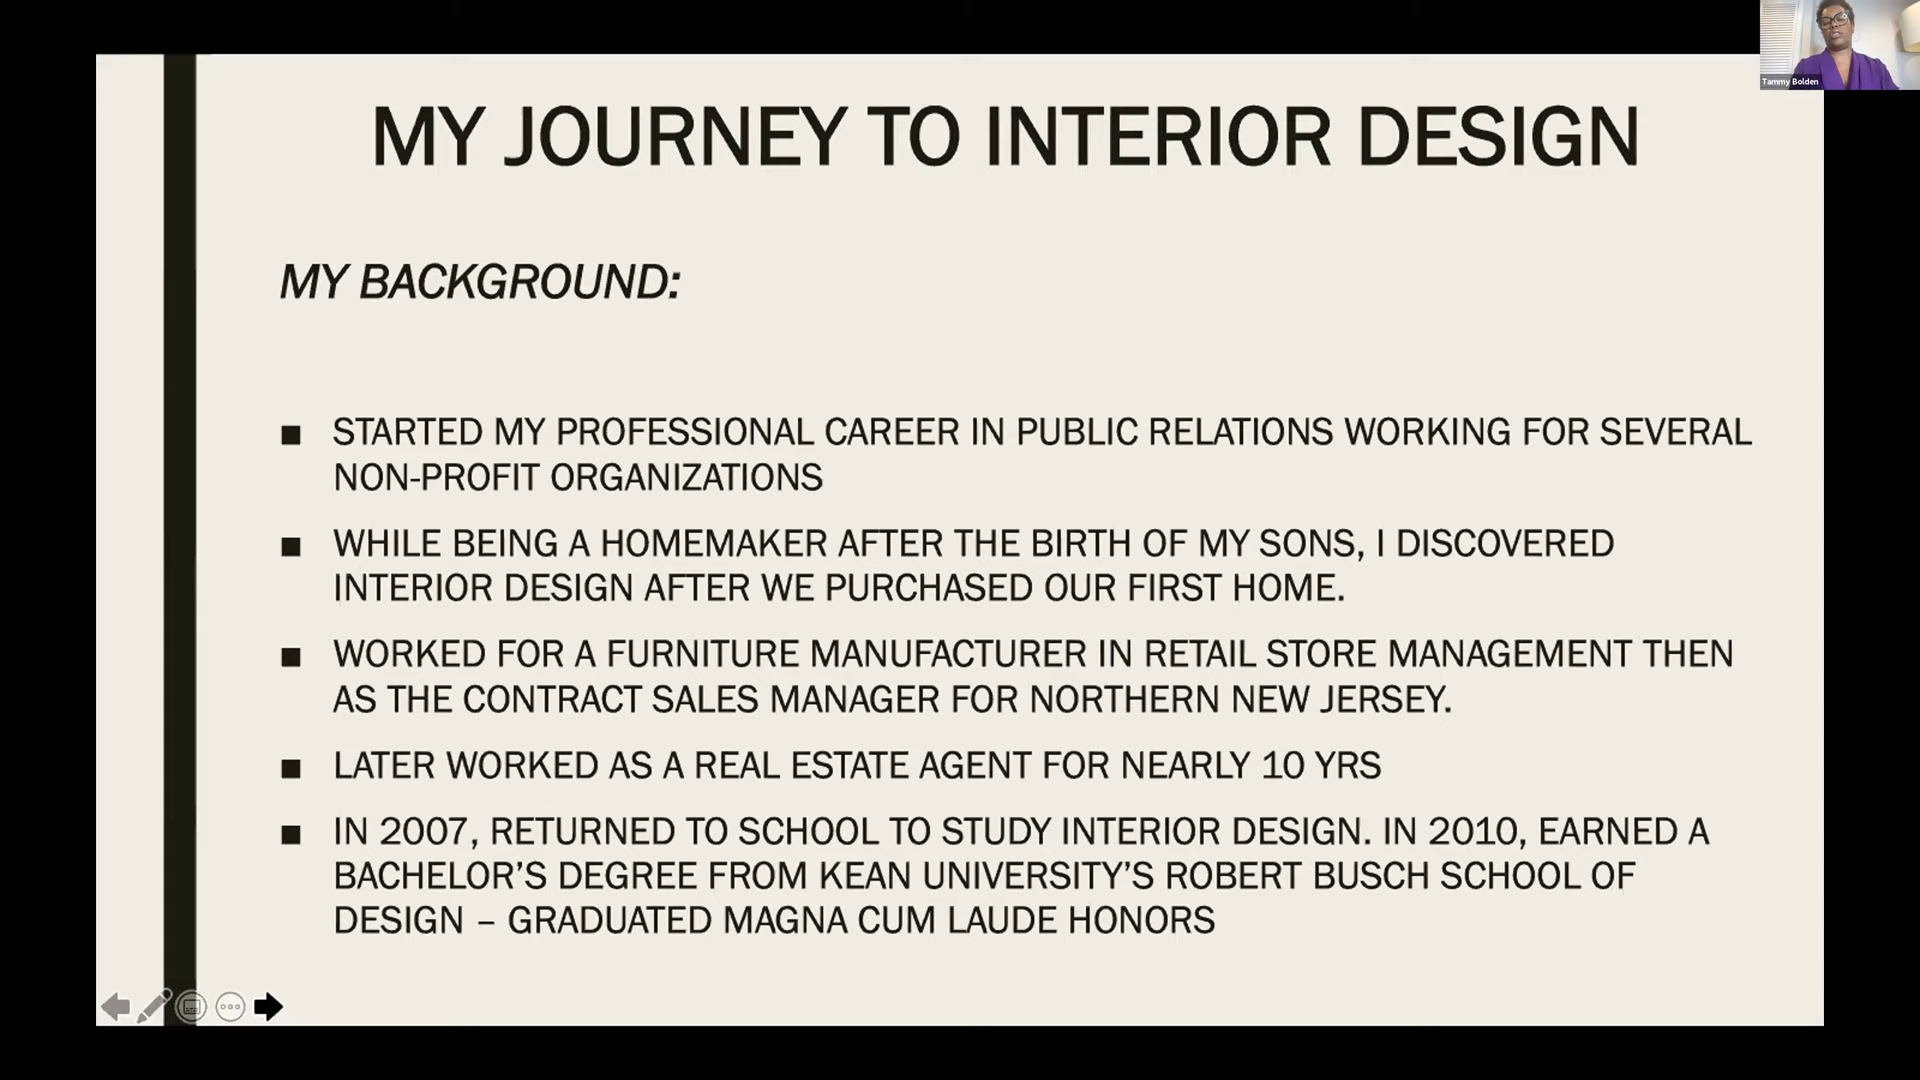 Tammy Bolden
MY JOURNEY TO INTERIOR DESIGN
MY BACKGROUND:
■ STARTED MY PROFESSIONAL CAREER IN PUBLIC RELATIONS WORKING FOR SEVERAL
NON-PROFIT ORGANIZATIONS
■ WHILE BEING A HOMEMAKER AFTER THE BIRTH OF MY SONS, I DISCOVERED
INTERIOR DESIGN AFTER WE PURCHASED OUR FIRST HOME.
■ WORKED FOR A FURNITURE MANUFACTURER IN RETAIL STORE MANAGEMENT THEN
AS THE CONTRACT SALES MANAGER FOR NORTHERN NEW JERSEY.
■ LATER WORKED AS A REAL ESTATE AGENT FOR NEARLY 10 YRS
■ IN 2007, RETURNED TO SCHOOL TO STUDY INTERIOR DESIGN. IN 2010, EARNED A
BACHELOR’S DEGREE FROM KEAN UNIVERSITY’S ROBERT BUSCH SCHOOL OF
DESIGN – GRADUATED MAGNA CUM LAUDE HONORS